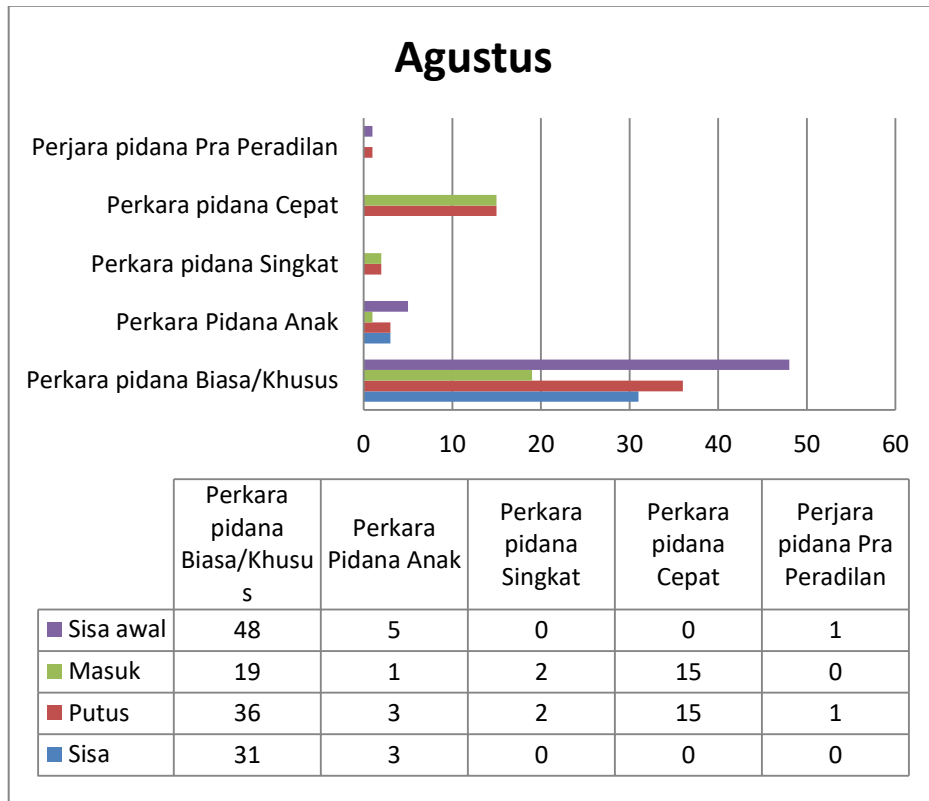 Agustus
Perjara pidana Pra Peradilan
Perkara pidana Cepat
Perkara pidana Singkat
Perkara Pidana Anak
Perkara pidana Biasa/Khusus
0 10 20 30 40 50 60
Perkara
pidana
Biasa/Khusu
s
Perkara
Pidana Anak
Perkara
pidana
Singkat
Perkara
pidana
Cepat
Perjara
pidana Pra
Peradilan
Sisa awal 48 5 0 0 1
Masuk 19 1 2 15 0
Putus 36 3 2 15 1
Sisa 31 3 0 0 0